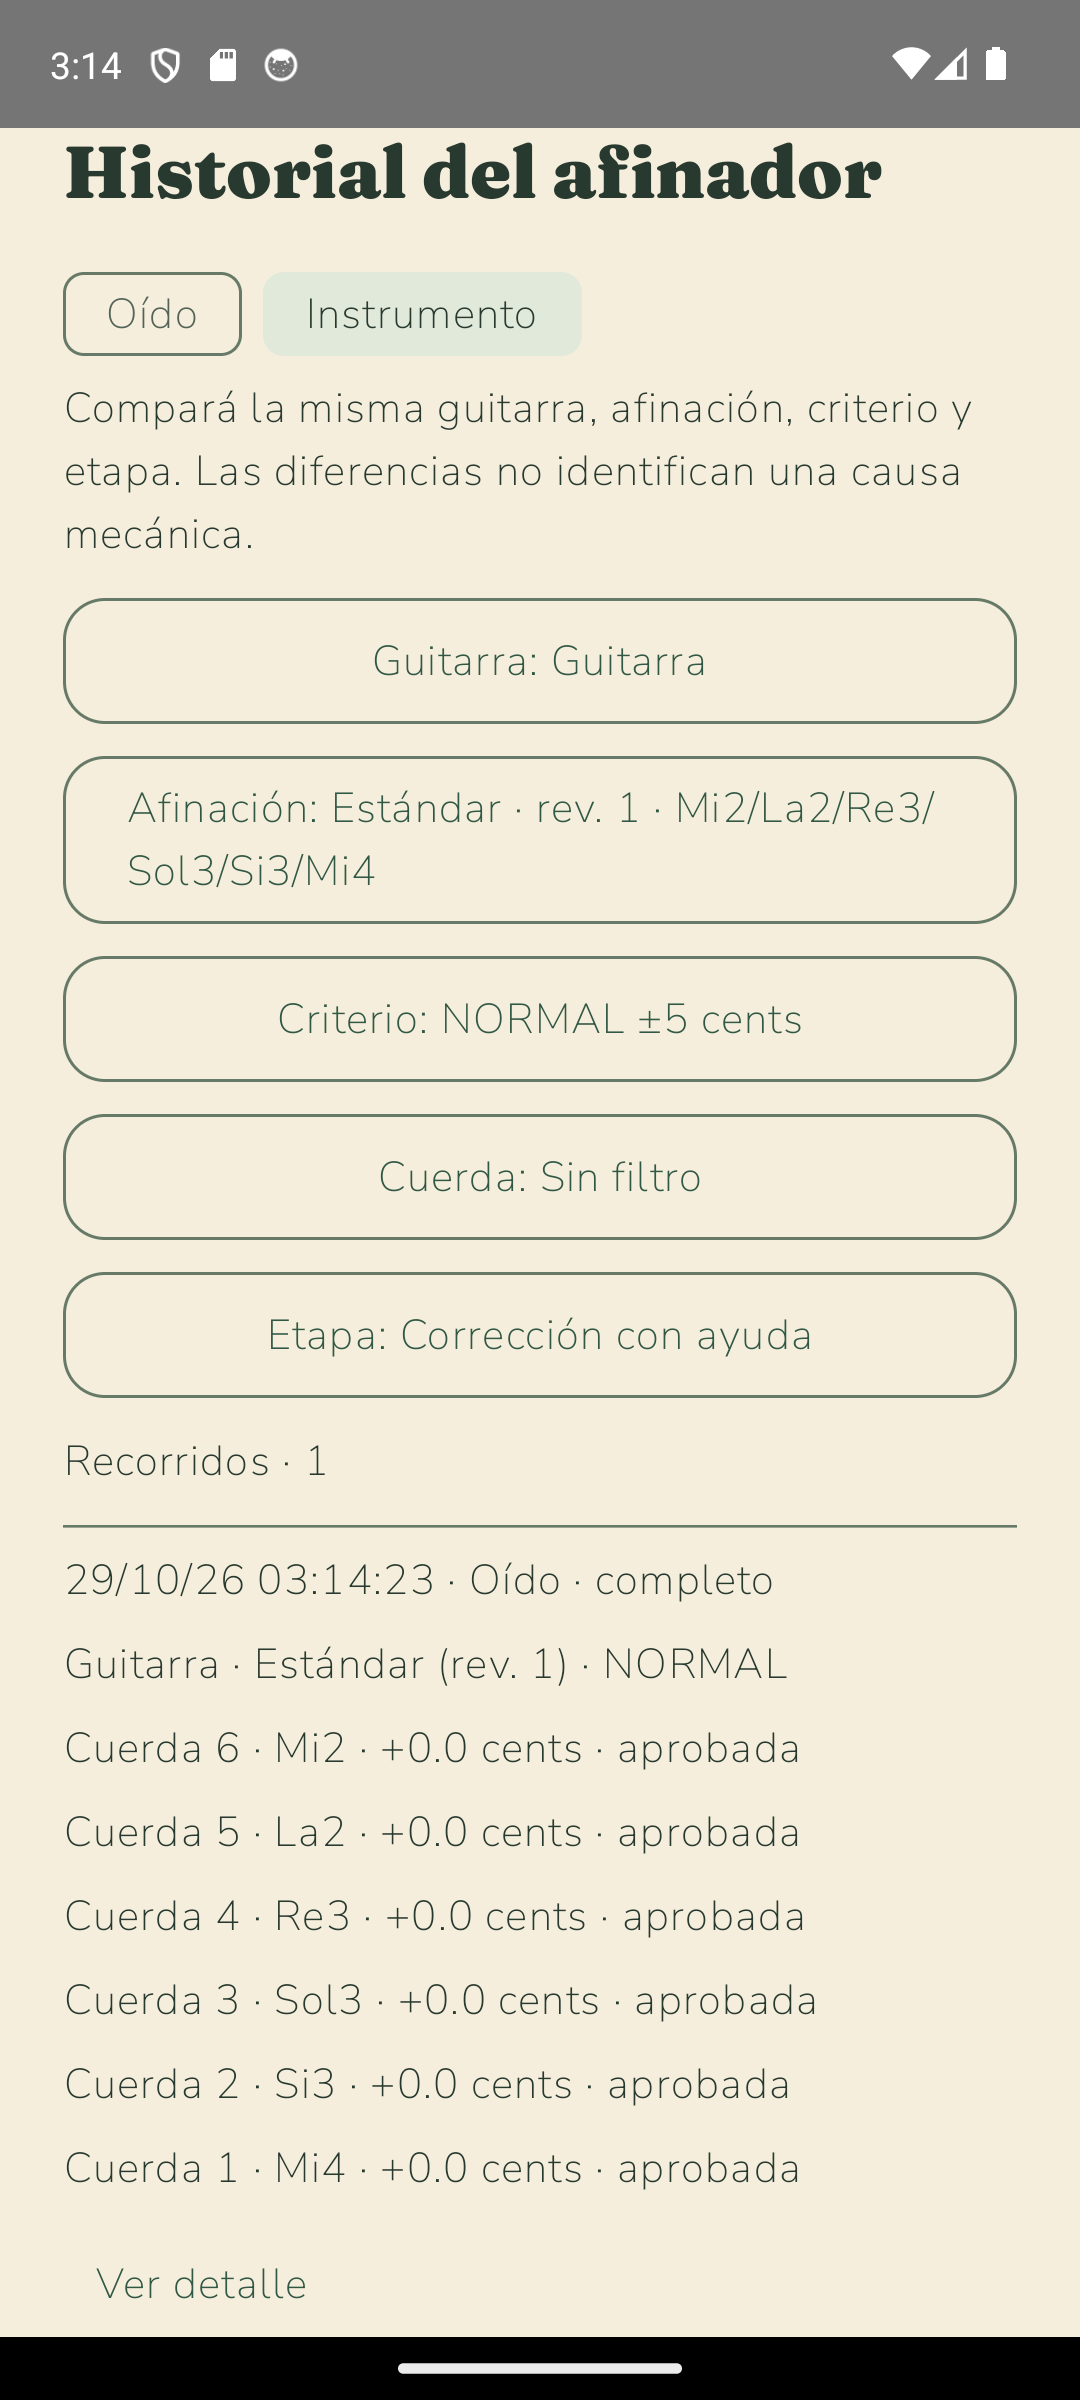 3:14
Historial del afinador
Oído
Instrumento
Compará la misma guitarra, afinación, criterio y
etapa. Las diferencias no identifican una causa
mecánica.
Guitarra: Guitarra
Afinación: Estándar · rev. 1 · Mi2/La2/Re3/
Sol3/Si3/Mi4
Criterio: NORMAL ±5 cents
Cuerda: Sin filtro
Etapa: Corrección con ayuda
Recorridos · 1
29/10/26 03:14:23 · Oído · completo
Guitarra · Estándar (rev. 1) · NORMAL
Cuerda 6 · Mi2 · +0.0 cents · aprobada
Cuerda 5 · La2 · +0.0 cents · aprobada
Cuerda 4 · Re3 · +0.0 cents · aprobada
Cuerda 3 · Sol3 · +0.0 cents · aprobada
Cuerda 2 · Si3 · +0.0 cents · aprobada
Cuerda 1 · Mi4 · +0.0 cents · aprobada
Ver detalle